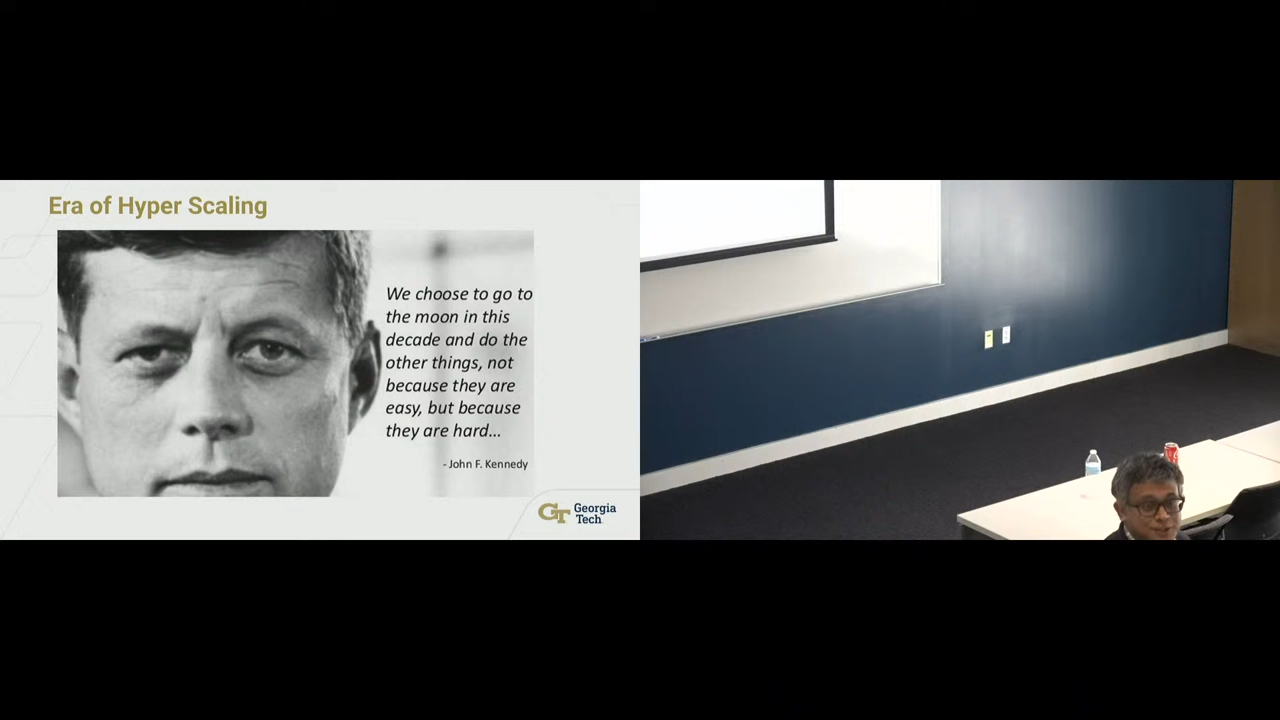 Era of Hyper Scaling
We choose to go to
the moon in this
decade and do the
other things, not
because they are
easy, but because
they are hard...
- John F. Kennedy
GT Georgia
Tech